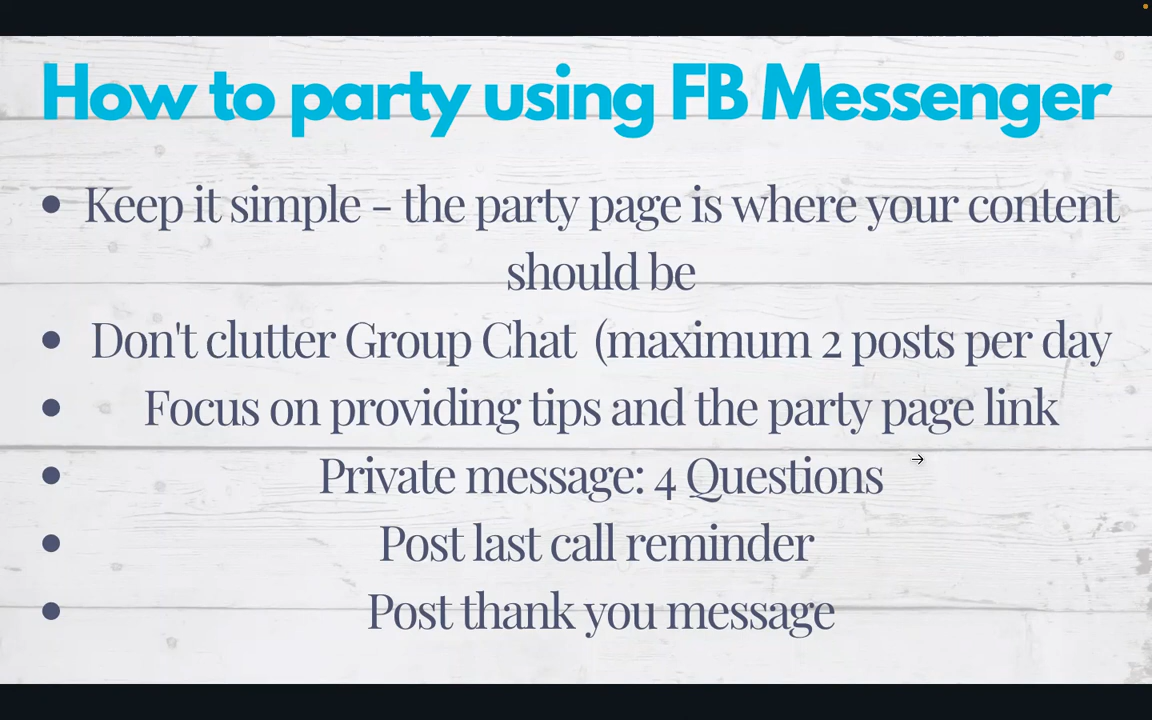 How to party using FB Messenger
• Keep it simple - the party page is where your content
should be
• Don't clutter Group Chat (maximum 2 posts per day
• Focus on providing tips and the party page link
• Private message: 4 Questions
• Post last call reminder
• Post thank you message